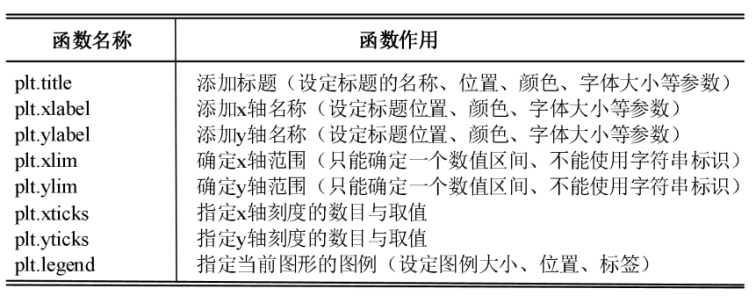 函数名称 函数作用
plt.title 添加标题（设定标题的名称、位置、颜色、字体大小等参数）
plt.xlabel 添加x轴名称（设定标题位置、颜色、字体大小等参数）
plt.ylabel 添加y轴名称（设定标题位置、颜色、字体大小等参数）
plt.xlim 确定x轴范围（只能确定一个数值区间、不能使用字符串标识）
plt.ylim 确定y轴范围（只能确定一个数值区间、不能使用字符串标识）
plt.xticks 指定x轴刻度的数目与取值
plt.yticks 指定y轴刻度的数目与取值
plt.legend 指定当前图形的图例（设定图例大小、位置、标签）